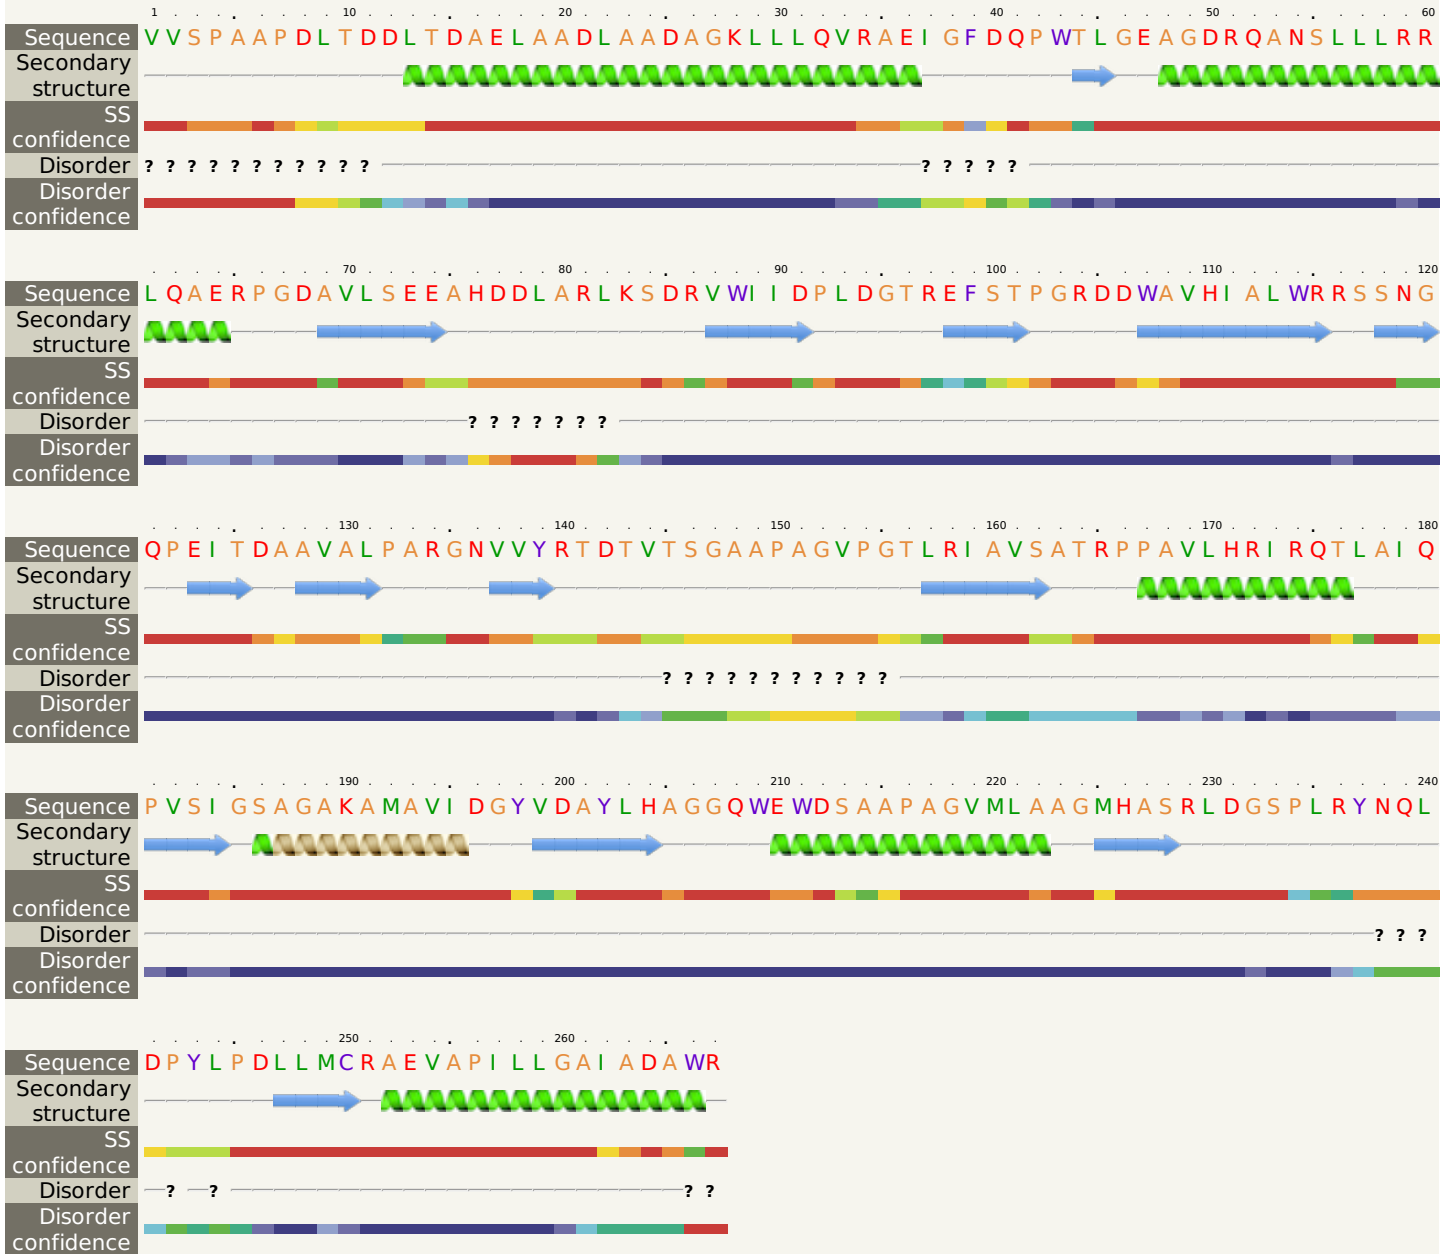 1 10 20 30 40 50 60
Sequence VVSPAAPDLTDDLTDAELAADLAADAGKLLLQVRAEIGFDQPWTLGEAGDRQANSLLLRR
Secondary
structure
SS
confidence
Disorder ? ? ? ? ? ? ? ? ? ? ? ? ? ? ? ?
Disorder
confidence
70 80 90 100 110 120
Sequence LQAERPGDAVLSEEAHDDLARLKSDRVWIIDPLDGTREFSTPGRDDWAVHIALWRRSSNG
Secondary
structure
SS
confidence
Disorder ? ? ? ? ? ? ?
Disorder
confidence
130 140 150 160 170 180
Sequence QPEITDAAVALPARGNVVYRTDTVTSGAAPAGVPGTLRIAVSATRPPAVLHRIRQTLAIQ
Secondary
structure
SS
confidence
Disorder ? ? ? ? ? ? ? ? ? ? ?
Disorder
confidence
190 200 210 220 230 240
Sequence PVSIGSAGAKAMAVIDGYVDAYLHAGGQWEWDSAAPAGVMLAAGMHASRLDGSPLRYNQL
Secondary
structure
SS
confidence
Disorder ? ? ?
Disorder
confidence
250 260
Sequence DPYLPDLLMCRAEVAPILLGAIADAWR
Secondary
structure
SS
confidence
Disorder ? ? ? ?
Disorder
confidence